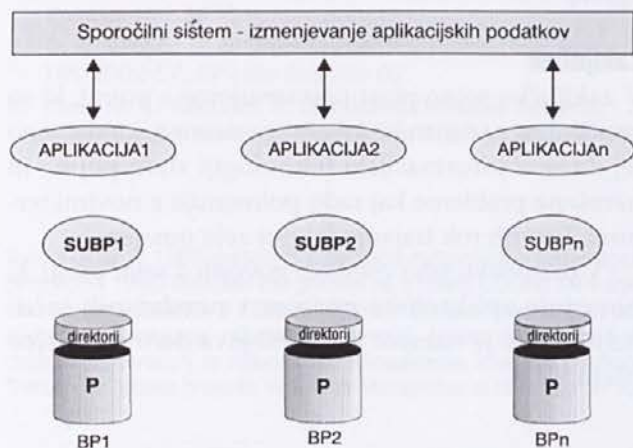 Sporočilni sistem - izmenjevanje aplikacijskih podatkov
APLIKACIJA1 APLIKACIJA2 APLIKACIJAn
SUBP1 SUBP2 SUBPn
direktorij direktorij direktorij
P P P
BP1 BP2 BPn